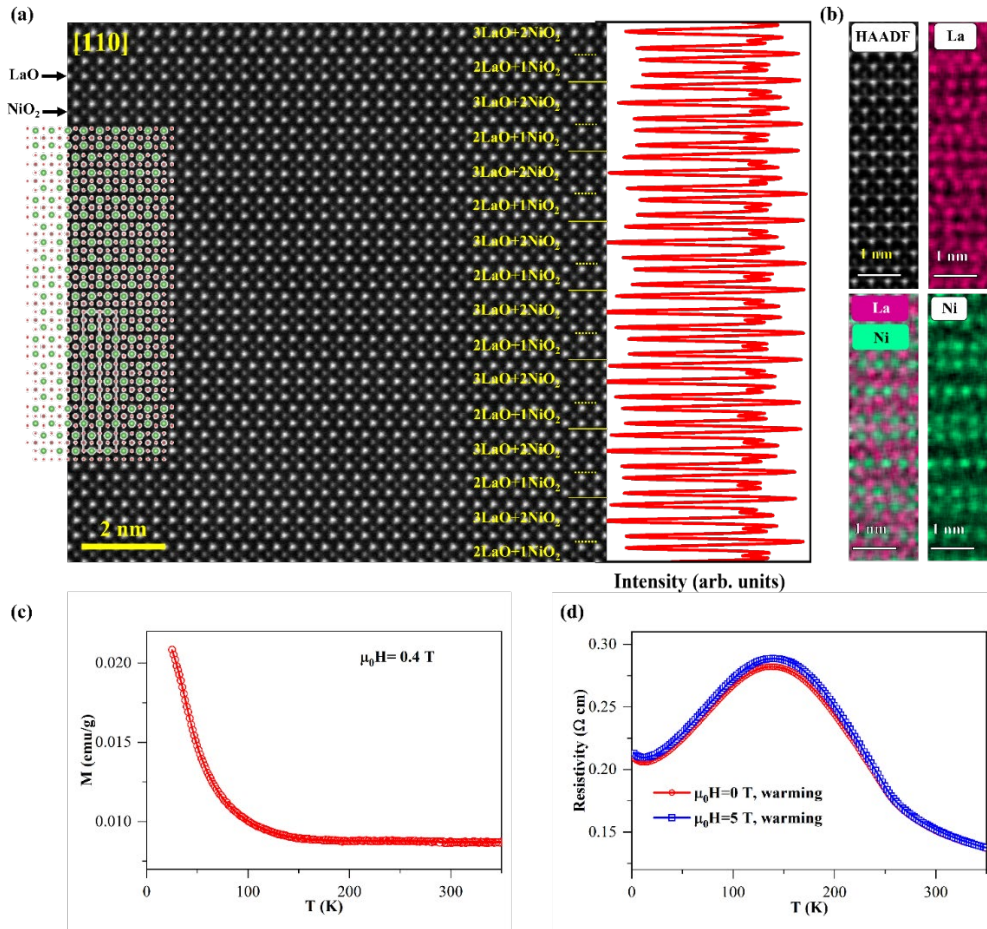 (a)
[110]
LaO
NiO₂
3LaO+2NiO₂
2LaO+1NiO₂
3LaO+2NiO₂
2LaO+1NiO₂
3LaO+2NiO₂
2LaO+1NiO₂
3LaO+2NiO₂
2LaO+1NiO₂
3LaO+2NiO₂
2LaO+1NiO₂
3LaO+2NiO₂
2LaO+1NiO₂
3LaO+2NiO₂
2LaO+1NiO₂
3LaO+2NiO₂
2LaO+1NiO₂
2 nm
Intensity (arb. units)
(b)
HAADF
La
1 nm
1 nm
La
Ni
Ni
1 nm
1 nm
(c)
μ₀H= 0.4 T
0.020
0.015
0.010
M (emu/g)
0
100
200
300
T (K)
(d)
0.30
0.25
0.20
0.15
Resistivity (Ω cm)
μ₀H=0 T, warming
μ₀H=5 T, warming
0
100
200
300
T (K)